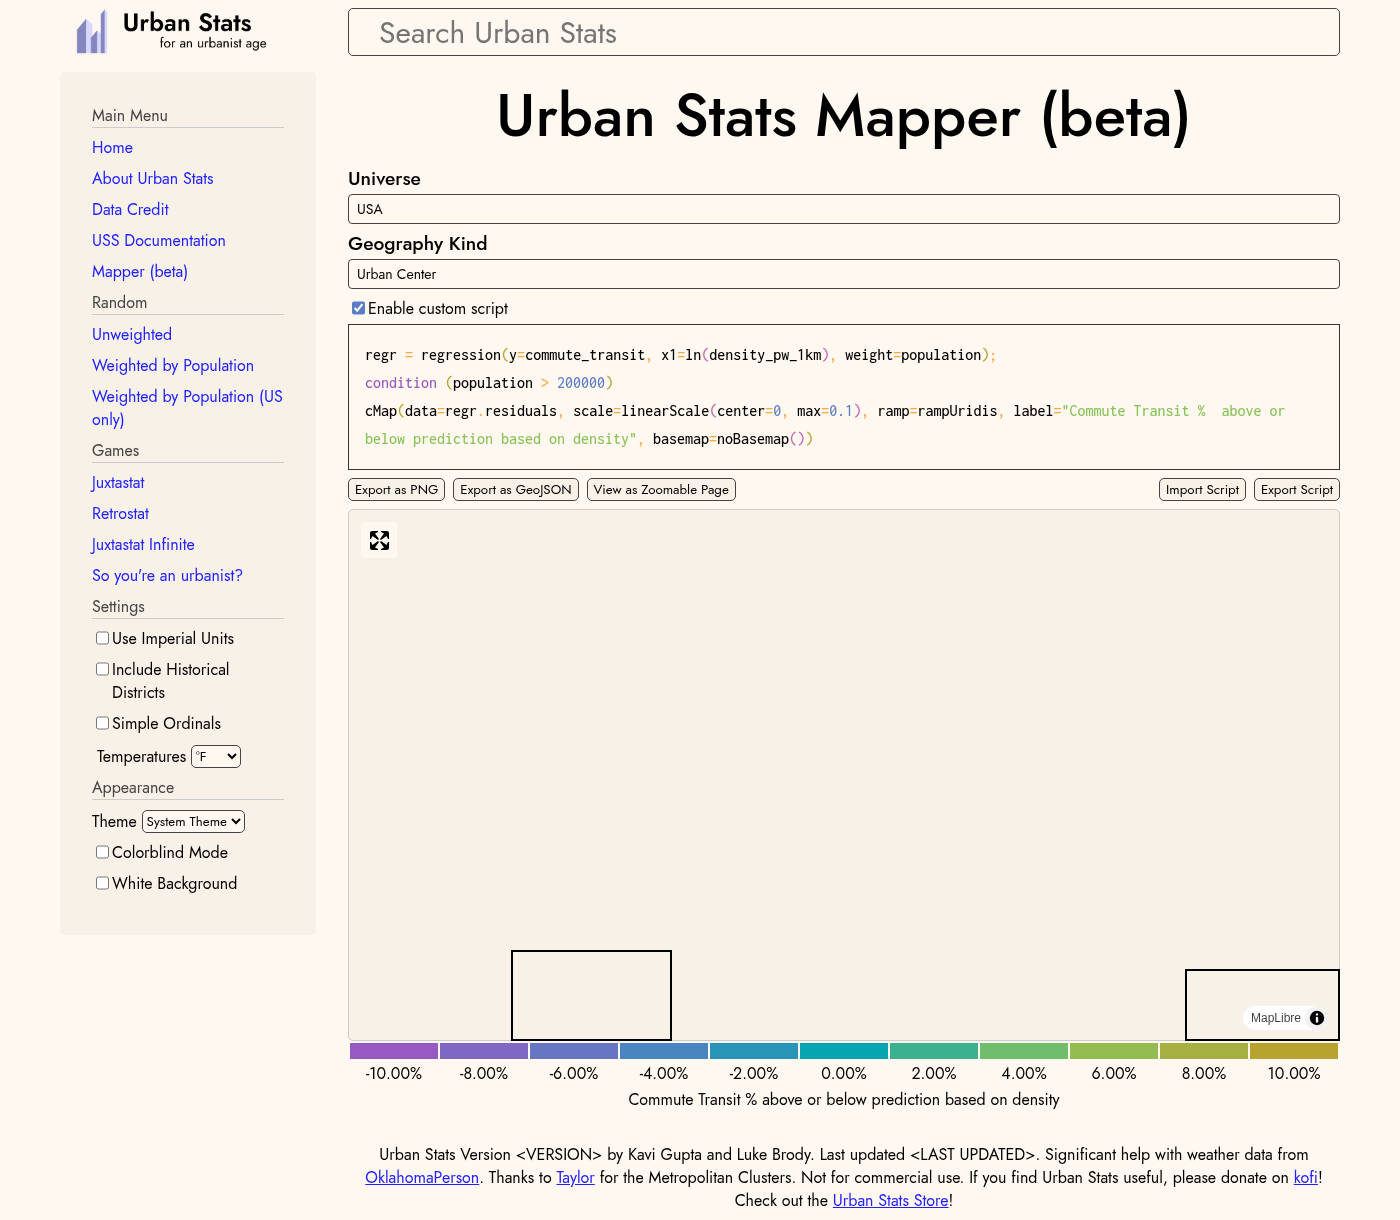 Urban Stats
for an urbanist age
Search Urban Stats
Main Menu
Home
About Urban Stats
Data Credit
USS Documentation
Mapper (beta)
Random
Unweighted
Weighted by Population
Weighted by Population (US
only)
Games
Juxtastat
Retrostat
Juxtastat Infinite
So you're an urbanist?
Settings
Use Imperial Units
Include Historical
Districts
Simple Ordinals
Temperatures °F
Appearance
Theme System Theme
Colorblind Mode
White Background
Urban Stats Mapper (beta)
Universe
USA
Geography Kind
Urban Center
Enable custom script
regr = regression(y=commute_transit, x1=ln(density_pw_1km), weight=population);
condition (population > 200000)
cMap(data=regr.residuals, scale=linearScale(center=0, max=0.1), ramp=rampUridis, label="Commute Transit %  above or
below prediction based on density", basemap=noBasemap())
Export as PNG Export as GeoJSON View as Zoomable Page Import Script Export Script
MapLibre
-10.00% -8.00% -6.00% -4.00% -2.00% 0.00% 2.00% 4.00% 6.00% 8.00% 10.00%
Commute Transit % above or below prediction based on density
Urban Stats Version <VERSION> by Kavi Gupta and Luke Brody. Last updated <LAST UPDATED>. Significant help with weather data from
OklahomaPerson. Thanks to Taylor for the Metropolitan Clusters. Not for commercial use. If you find Urban Stats useful, please donate on kofi!
Check out the Urban Stats Store!